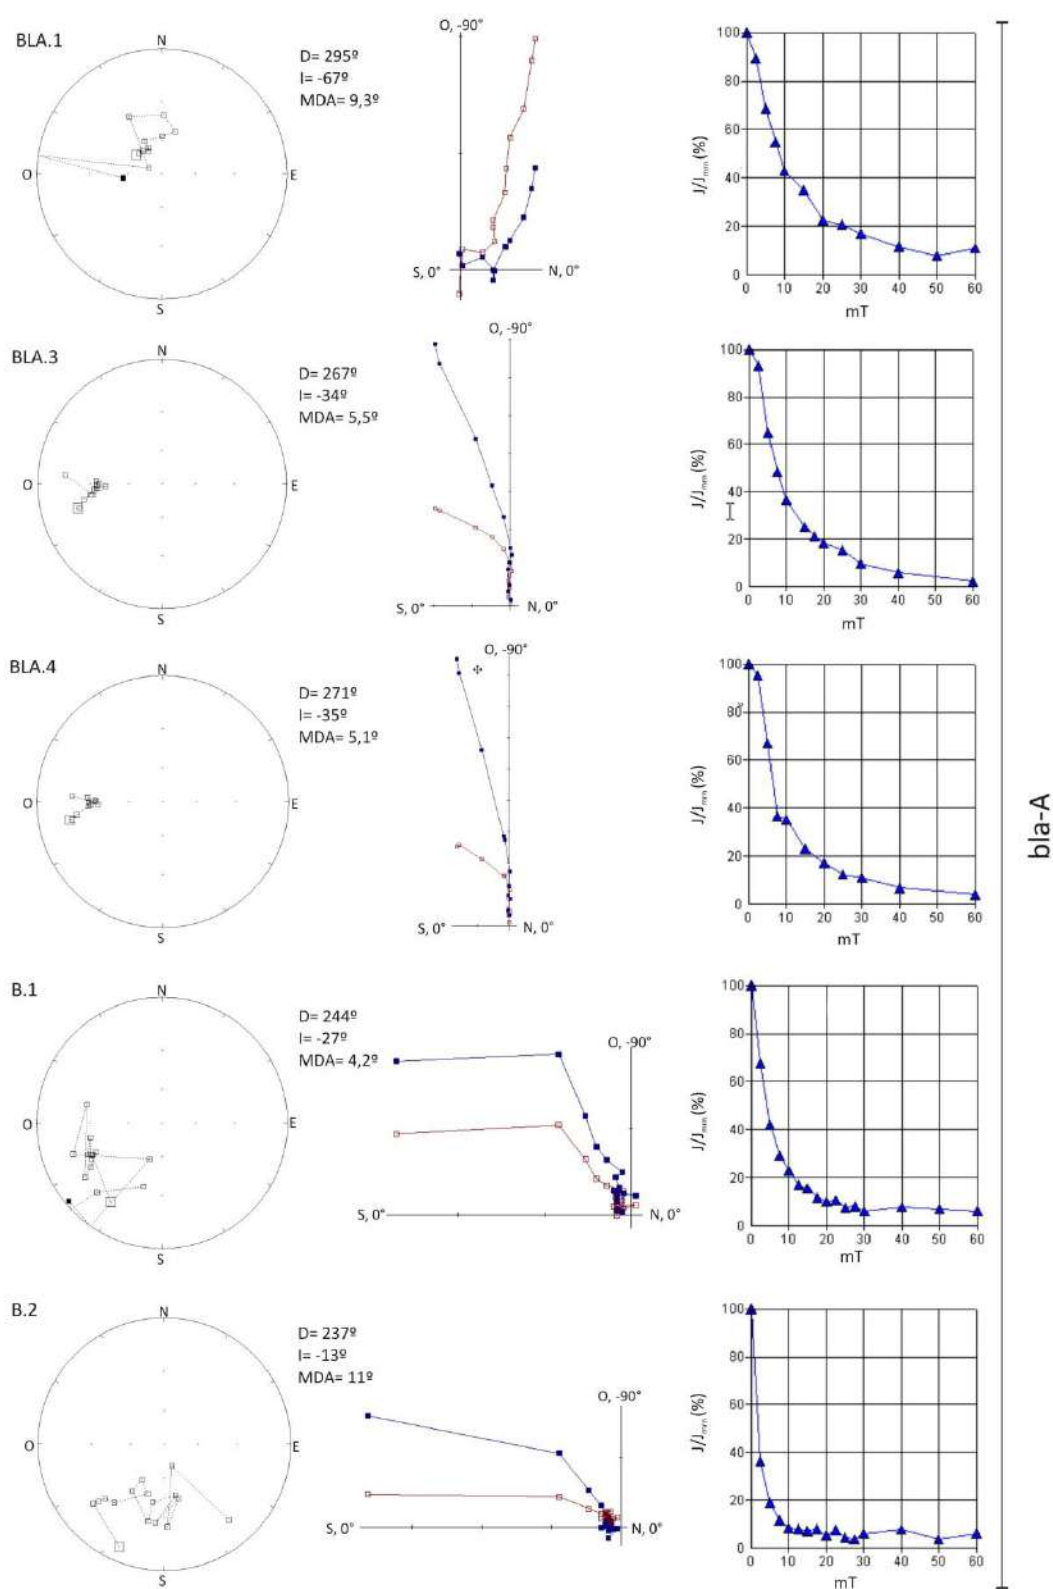 BLA.1
N
O
E
S
D= 295º
I= -67º
MDA= 9,3º
O, -90°
S, 0°
N, 0°
100
80
60
40
20
0
J/Jnrm (%)
0 10 20 30 40 50 60
mT
BLA.3
N
O
E
S
D= 267º
I= -34º
MDA= 5,5º
O, -90°
S, 0°
N, 0°
100
80
60
40
20
0
J/Jnrm (%)
0 10 20 30 40 50 60
mT
BLA.4
N
O
E
S
D= 271º
I= -35º
MDA= 5,1º
O, -90°
S, 0°
N, 0°
100
80
60
40
20
0
J/Jnrm (%)
0 10 20 30 40 50 60
mT
B.1
N
O
E
S
D= 244º
I= -27º
MDA= 4,2º
O, -90°
S, 0°
N, 0°
100
80
60
40
20
0
J/Jnrm (%)
0 10 20 30 40 50 60
mT
B.2
N
O
E
S
D= 237º
I= -13º
MDA= 11º
O, -90°
S, 0°
N, 0°
100
80
60
40
20
0
J/Jnrm (%)
0 10 20 30 40 50 60
mT
bla-A